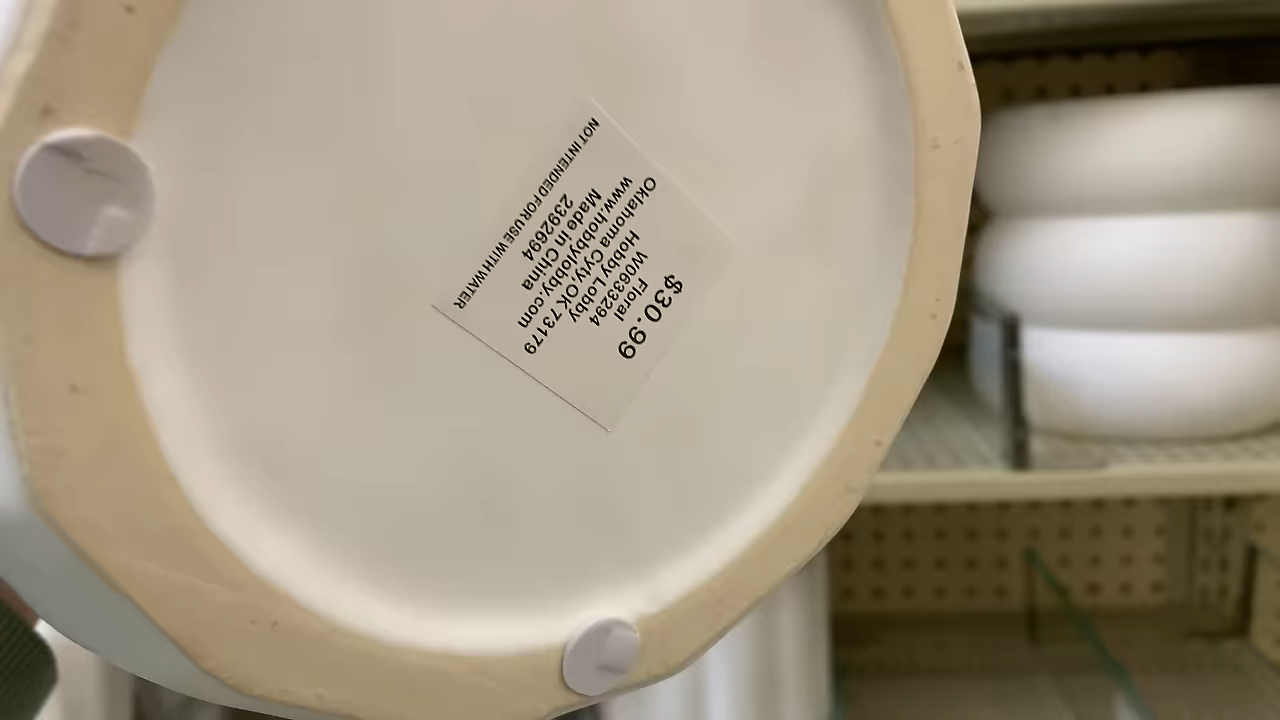 $30.99
Floral
W0633294
Hobby Lobby
Oklahoma Cyty, OK 73179
www.hobbylobby.com
Made in China
2392694
NOT INTENDED FOR USE WITH WATER